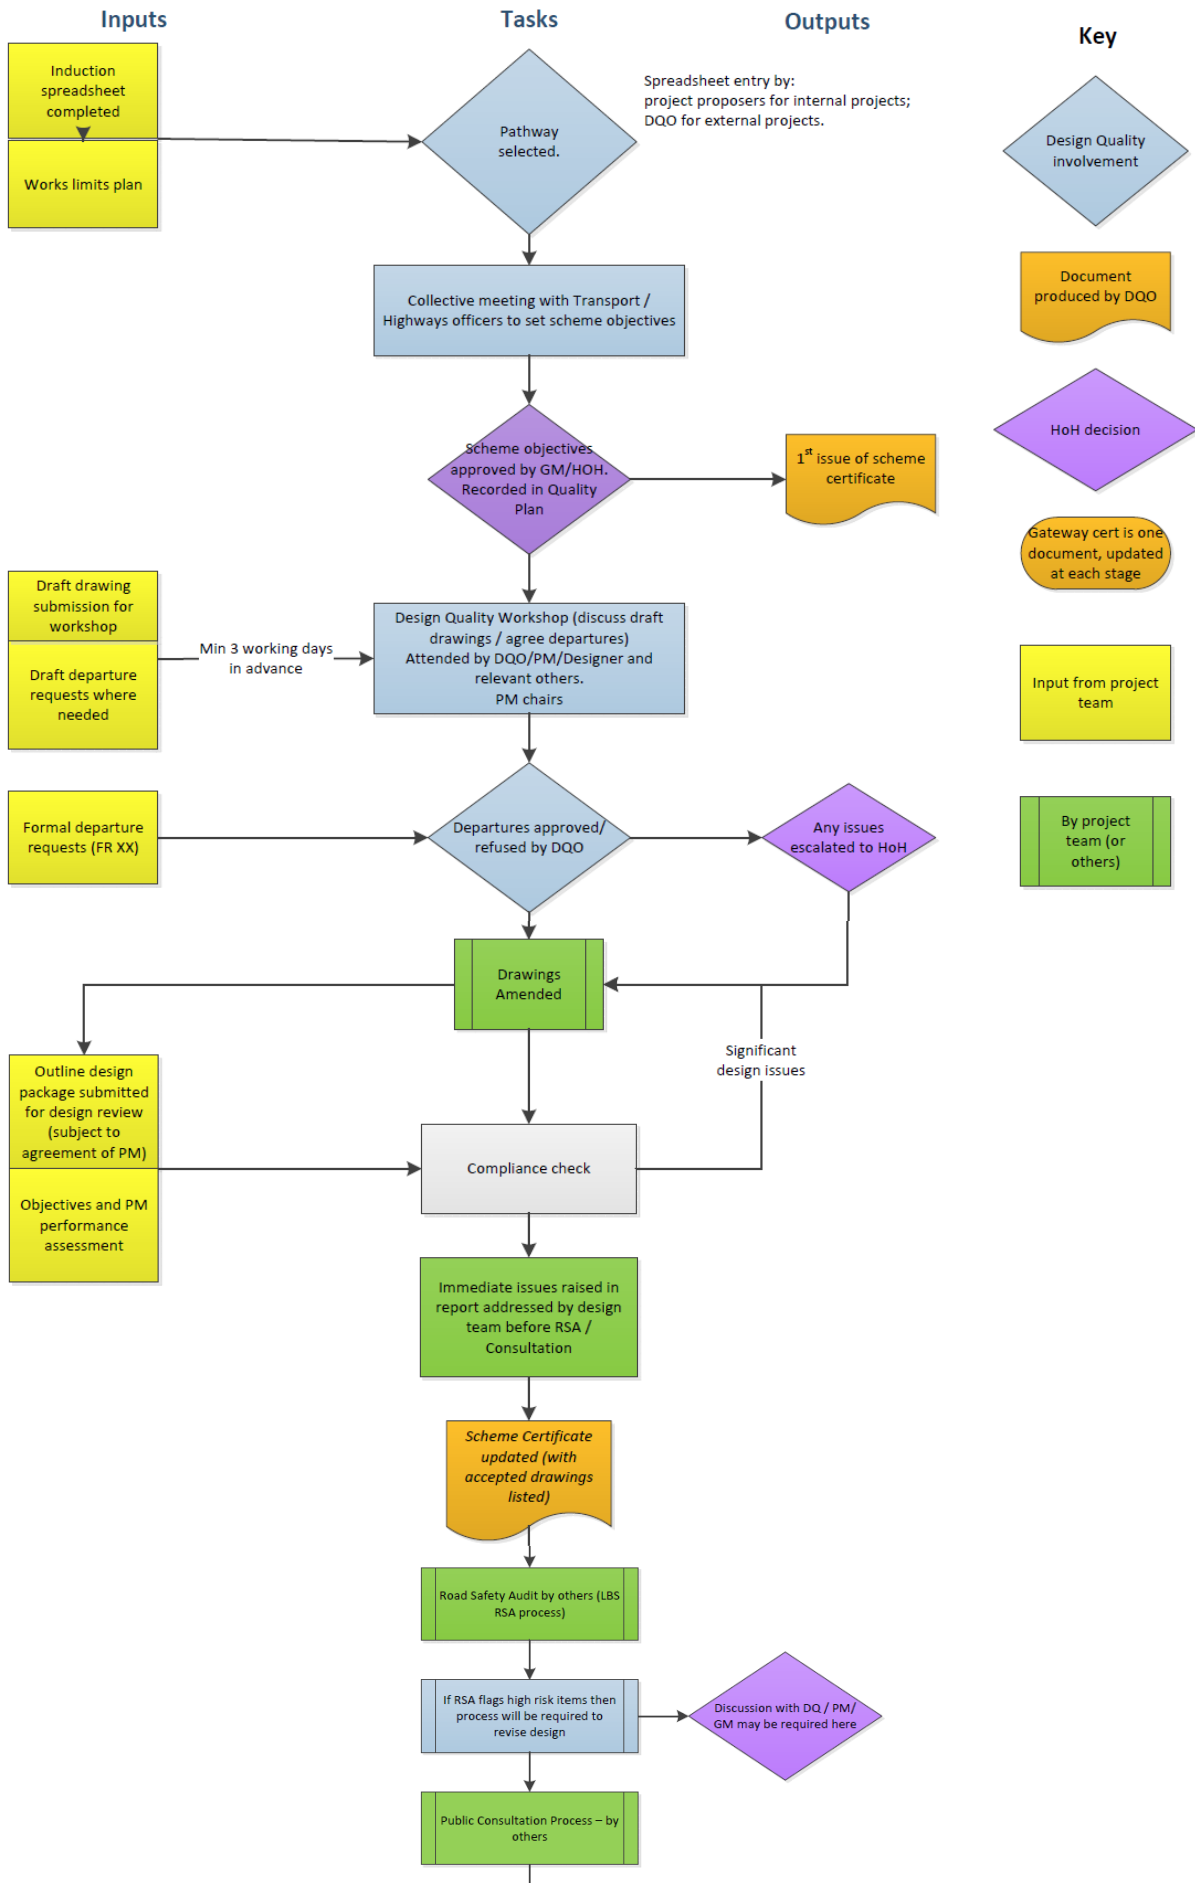 Inputs
Tasks
Outputs
Key
Induction
spreadsheet
completed
Works limits plan
Pathway
selected.
Spreadsheet entry by:
project proposers for internal projects;
DQO for external projects.
Design Quality
involvement
Collective meeting with Transport /
Highways officers to set scheme objectives
Document
produced by DQO
Scheme objectives
approved by GM/HOH.
Recorded in Quality
Plan
1st issue of scheme
certificate
HoH decision
Gateway cert is one
document, updated
at each stage
Draft drawing
submission for
workshop
Draft departure
requests where
needed
Min 3 working days
in advance
Design Quality Workshop (discuss draft
drawings / agree departures)
Attended by DQO/PM/Designer and
relevant others.
PM chairs
Input from project
team
Formal departure
requests (FR XX)
Departures approved/
refused by DQO
Any issues
escalated to HoH
By project
team (or
others)
Drawings
Amended
Significant
design issues
Outline design
package submitted
for design review
(subject to
agreement of PM)
Objectives and PM
performance
assessment
Compliance check
Immediate issues raised in
report addressed by design
team before RSA /
Consultation
Scheme Certificate
updated (with
accepted drawings
listed)
Road Safety Audit by others (LBS
RSA process)
If RSA flags high risk items then
process will be required to
revise design
Discussion with DQ / PM/
GM may be required here
Public Consultation Process – by
others